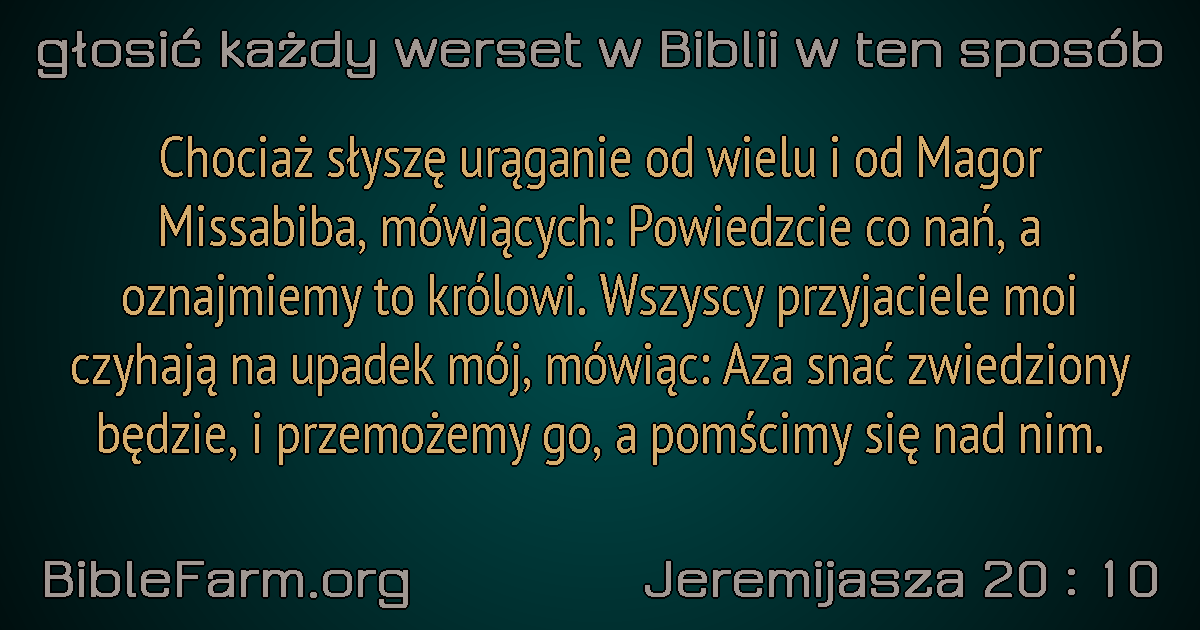 głosić każdy werset w Biblii w ten sposób
Chociaż słyszę urąganie od wielu i od Magor
Missabiba, mówiących: Powiedzcie co nań, a
oznajmiemy to królowi. Wszyscy przyjaciele moi
czyhają na upadek mój, mówiąc: Aza snać zwiedziony
będzie, i przemożemy go, a pomścimy się nad nim.
BibleFarm.org
Jeremijasza 20 : 10